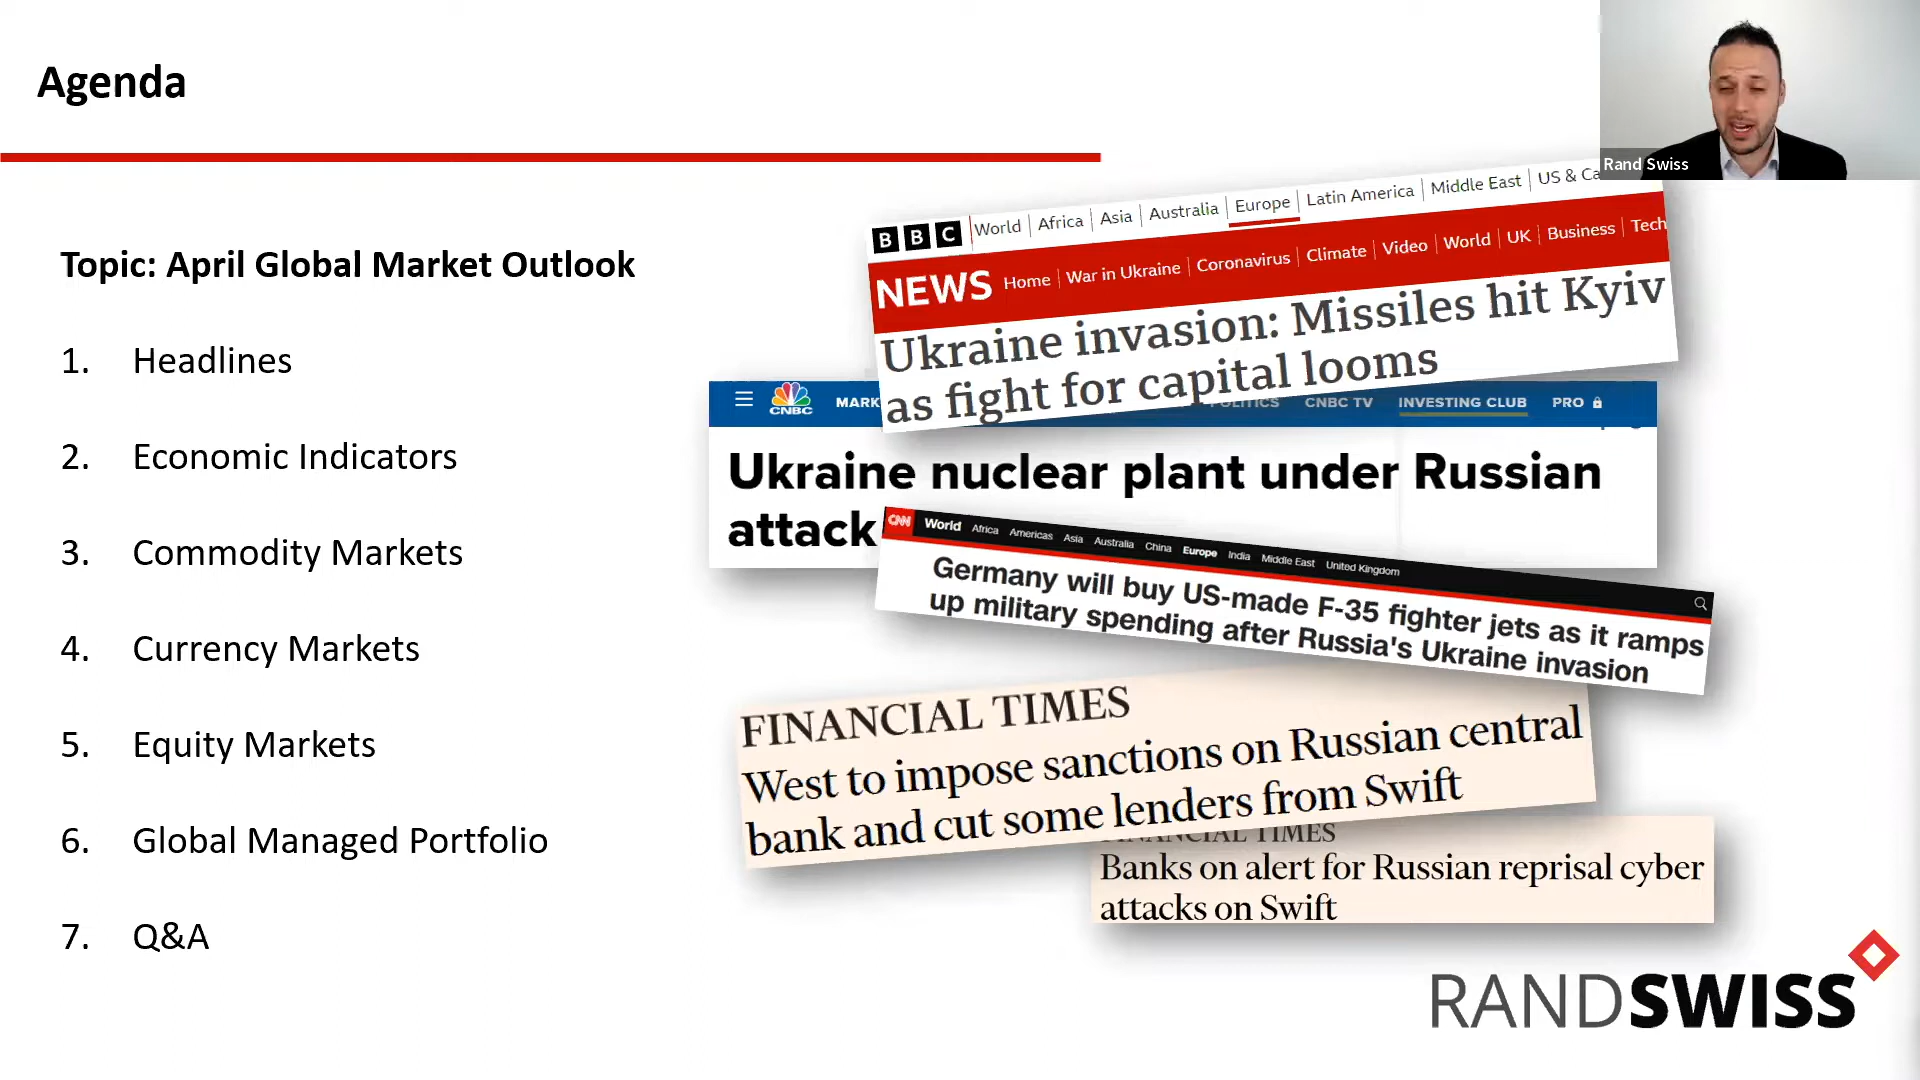 Agenda
Rand Swiss
Topic: April Global Market Outlook
1. Headlines
2. Economic Indicators
3. Commodity Markets
4. Currency Markets
5. Equity Markets
6. Global Managed Portfolio
7. Q&A
BBC World Africa Asia Australia Europe Latin America Middle East US & Ca
NEWS Home War in Ukraine Coronavirus Climate Video World UK Business Tech
Ukraine invasion: Missiles hit Kyiv
as fight for capital looms
CNBC MARK POLITICS CNBC TV INVESTING CLUB PRO
Ukraine nuclear plant under Russian
attack
CNN World Africa Americas Asia Australia China Europe India Middle East United Kingdom
Germany will buy US-made F-35 fighter jets as it ramps
up military spending after Russia's Ukraine invasion
FINANCIAL TIMES
West to impose sanctions on Russian central
bank and cut some lenders from Swift
FINANCIAL TIMES
Banks on alert for Russian reprisal cyber
attacks on Swift
RANDSWISS